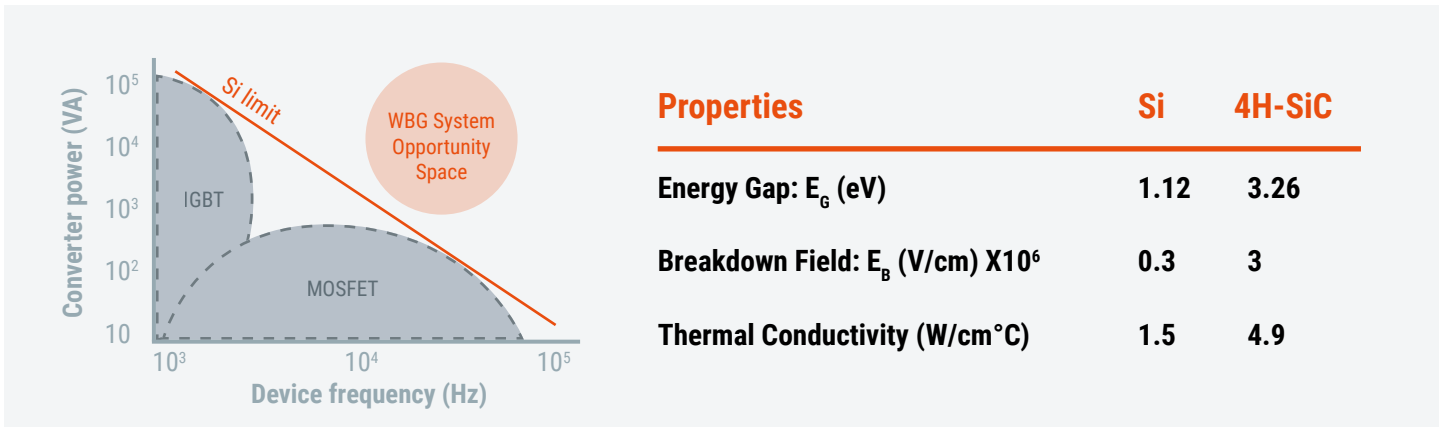 Converter power (VA)
10⁵
10⁴
10³
10²
10
Si limit
WBG System
Opportunity
Space
IGBT
MOSFET
10³ 10⁴ 10⁵
Device frequency (Hz)
Properties Si 4H-SiC
Energy Gap: E_G (eV) 1.12 3.26
Breakdown Field: E_B (V/cm) X10⁶ 0.3 3
Thermal Conductivity (W/cm°C) 1.5 4.9